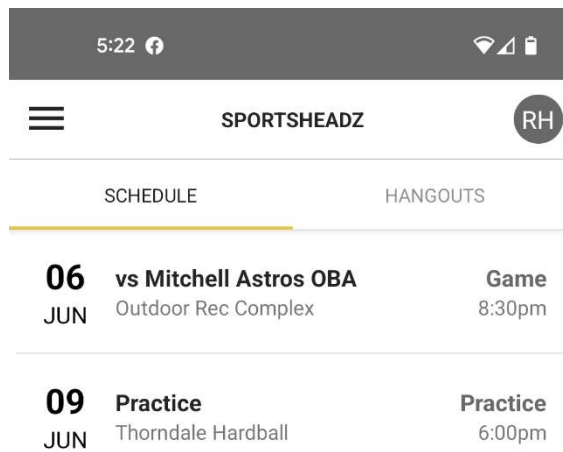 5:22
SPORTSHEADZ
RH
SCHEDULE
HANGOUTS
06 vs Mitchell Astros OBA Game
JUN Outdoor Rec Complex 8:30pm
09 Practice Practice
JUN Thorndale Hardball 6:00pm